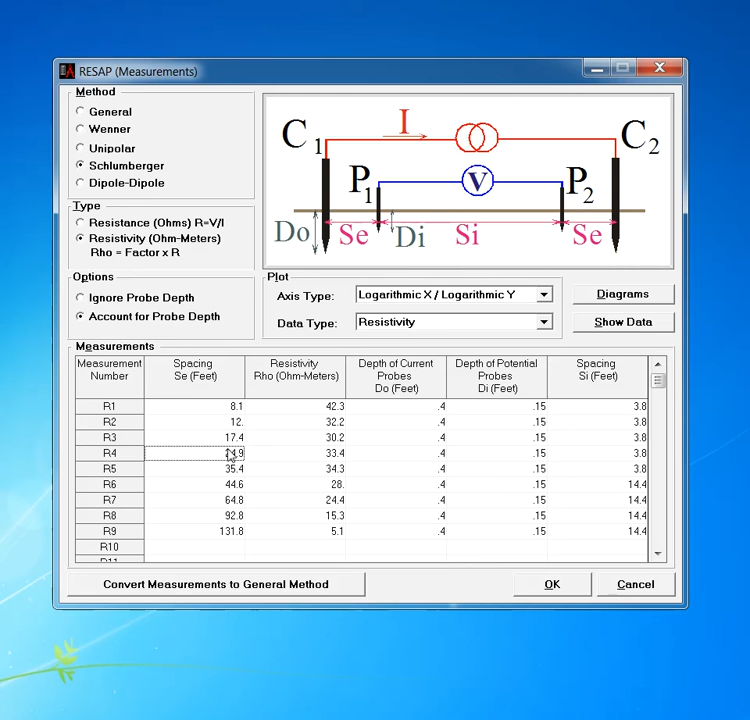 RESAP (Measurements)
Method
General
Wenner
Unipolar
Schlumberger
Dipole-Dipole
Type
Resistance (Ohms) R=V/I
Resistivity (Ohm-Meters)
Rho = Factor x R
Options
Ignore Probe Depth
Account for Probe Depth
C1 I C2
P1 V P2
Do Se Di Si Se
Plot
Axis Type: Logarithmic X / Logarithmic Y
Data Type: Resistivity
Diagrams
Show Data
Measurements
Measurement Number Spacing Se (Feet) Resistivity Rho (Ohm-Meters) Depth of Current Probes Do (Feet) Depth of Potential Probes Di (Feet) Spacing Si (Feet)
R1 8.1 42.3 .4 .15 3.8
R2 12. 32.2 .4 .15 3.8
R3 17.4 30.2 .4 .15 3.8
R4 33.4 .4 .15 3.8
R5 35.4 34.3 .4 .15 3.8
R6 44.6 28. .4 .15 14.4
R7 64.8 24.4 .4 .15 14.4
R8 92.8 15.3 .4 .15 14.4
R9 131.8 5.1 .4 .15 14.4
R10
Convert Measurements to General Method
OK
Cancel